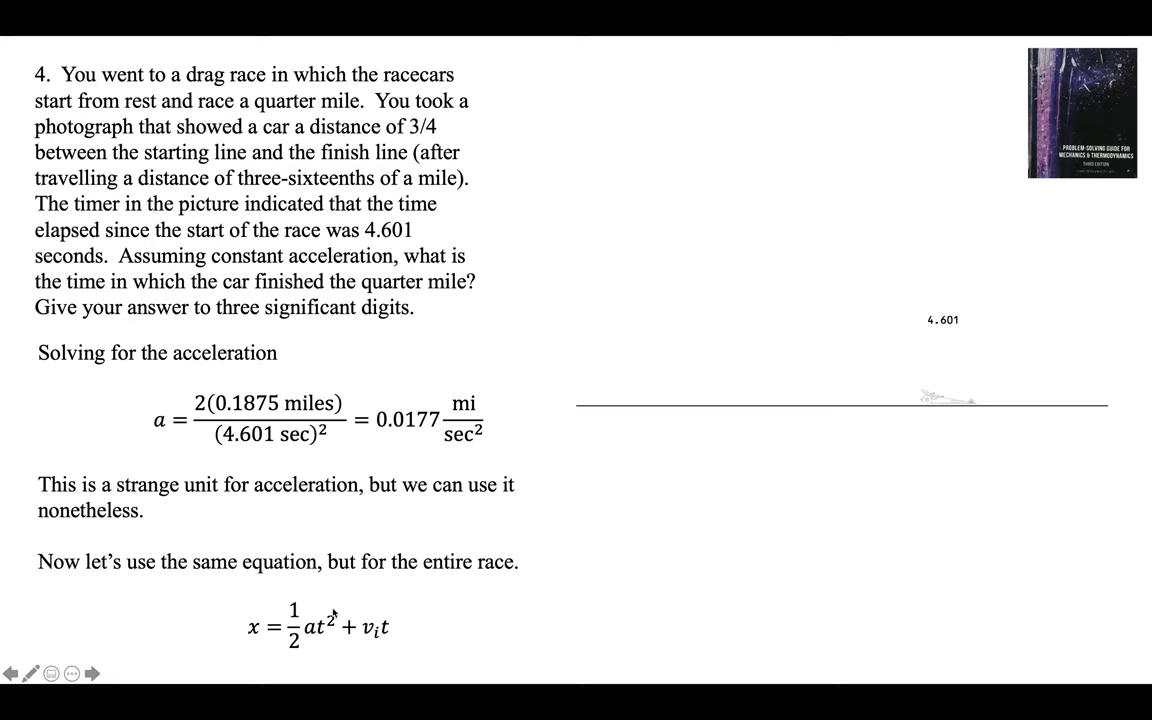 4. You went to a drag race in which the racecars
start from rest and race a quarter mile. You took a
photograph that showed a car a distance of 3/4
between the starting line and the finish line (after
travelling a distance of three-sixteenths of a mile).
The timer in the picture indicated that the time
elapsed since the start of the race was 4.601
seconds. Assuming constant acceleration, what is
the time in which the car finished the quarter mile?
Give your answer to three significant digits.
Solving for the acceleration
a = 2(0.1875 miles) / (4.601 sec)² = 0.0177 mi/sec²
This is a strange unit for acceleration, but we can use it
nonetheless.
Now let’s use the same equation, but for the entire race.
x = 1/2 at² + vᵢt
PROBLEM-SOLVING GUIDE FOR
MECHANICS & THERMODYNAMICS
THIRD EDITION
4.601